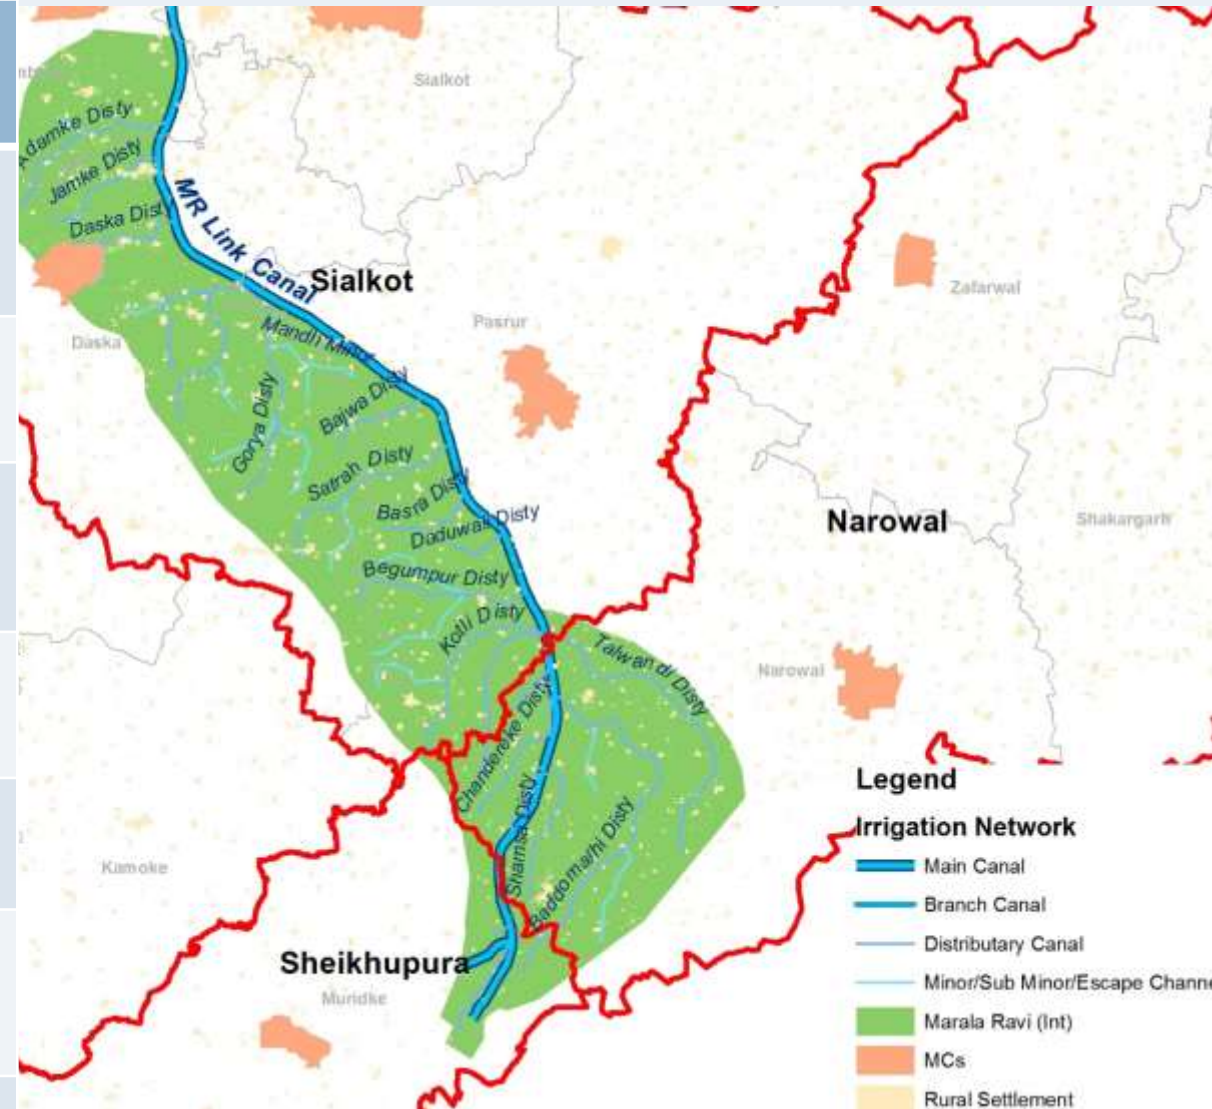 Sialkot
Adamke Disty
Jamke Disty
Daska Disty
MR Link Canal
Sialkot
Zafarwal
Pasrur
Mandh Minor
Daska
Bajwa Disty
Gorya Disty
Satrah Disty
Basra Disty
Daduwali Disty
Narowal
Shakargarh
Begumpur Disty
Kotli Disty
Talwandi Disty
Narowal
Chandereke Disty
Legend
Irrigation Network
Shamsa Disty
Baddomalhi Disty
Kamoke
Main Canal
Branch Canal
Distributary Canal
Sheikhupura
Muridke
Minor/Sub Minor/Escape Channe
Marala Ravi (Int)
MCs
Rural Settlement